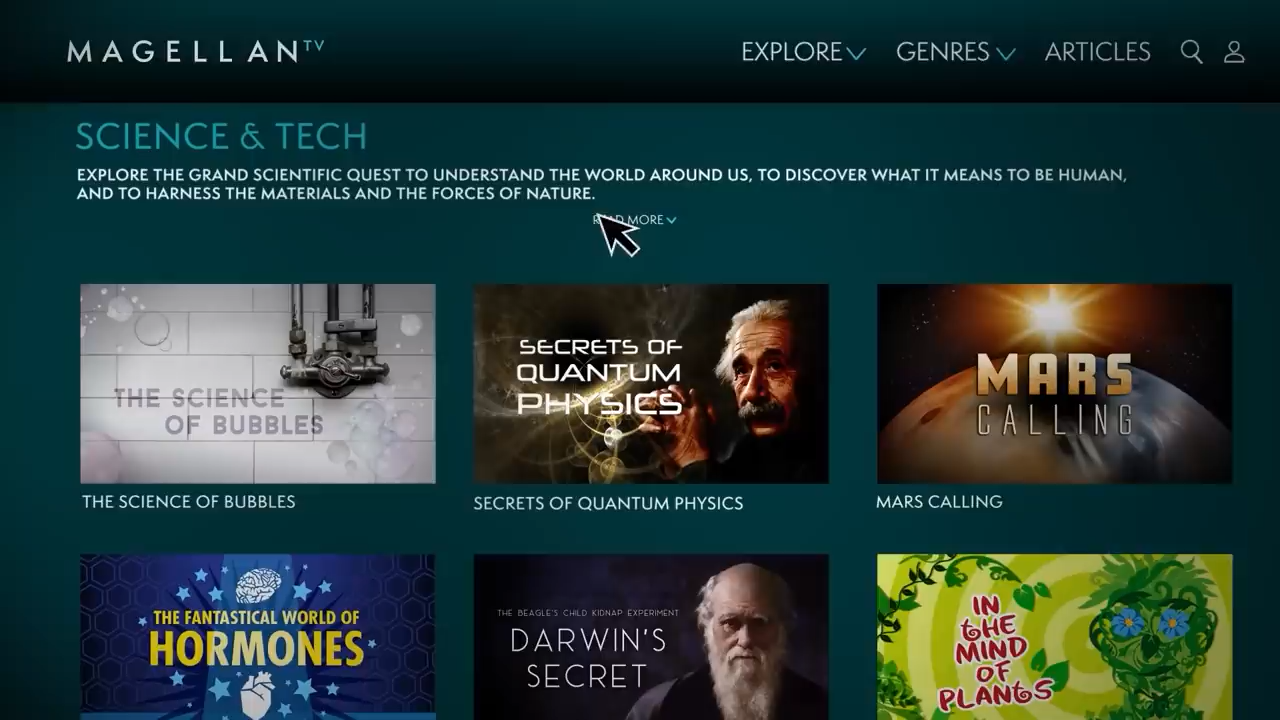 MAGELLAN TV
EXPLORE GENRES ARTICLES
SCIENCE & TECH
EXPLORE THE GRAND SCIENTIFIC QUEST TO UNDERSTAND THE WORLD AROUND US, TO DISCOVER WHAT IT MEANS TO BE HUMAN,
AND TO HARNESS THE MATERIALS AND THE FORCES OF NATURE.
READ MORE
THE SCIENCE
OF BUBBLES
SECRETS OF
QUANTUM
PHYSICS
MARS
CALLING
THE SCIENCE OF BUBBLES
SECRETS OF QUANTUM PHYSICS
MARS CALLING
THE FANTASTICAL WORLD OF
HORMONES
THE BEAGLE'S CHILD KIDNAP EXPERIMENT
DARWIN'S
SECRET
IN
THE
MIND
OF
PLANTS